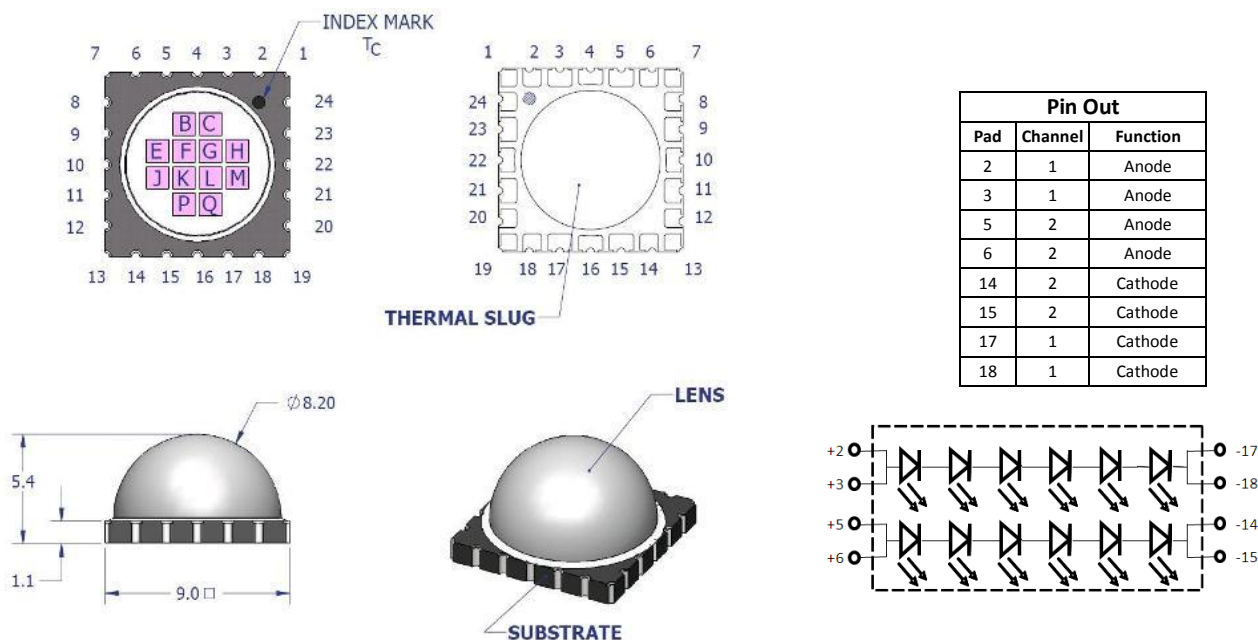 INDEX MARK
TC
7 6 5 4 3 2 1
8 24
9 23
10 22
11 21
12 20
13 14 15 16 17 18 19
B C
E F G H
J K L M
P Q
1 2 3 4 5 6 7
24 8
23 9
22 10
21 11
20 12
19 18 17 16 15 14 13
THERMAL SLUG
Pin Out
Pad Channel Function
2 1 Anode
3 1 Anode
5 2 Anode
6 2 Anode
14 2 Cathode
15 2 Cathode
17 1 Cathode
18 1 Cathode
Ø8.20
5.4
1.1
9.0 □
LENS
SUBSTRATE
+2 -17
+3 -18
+5 -14
+6 -15